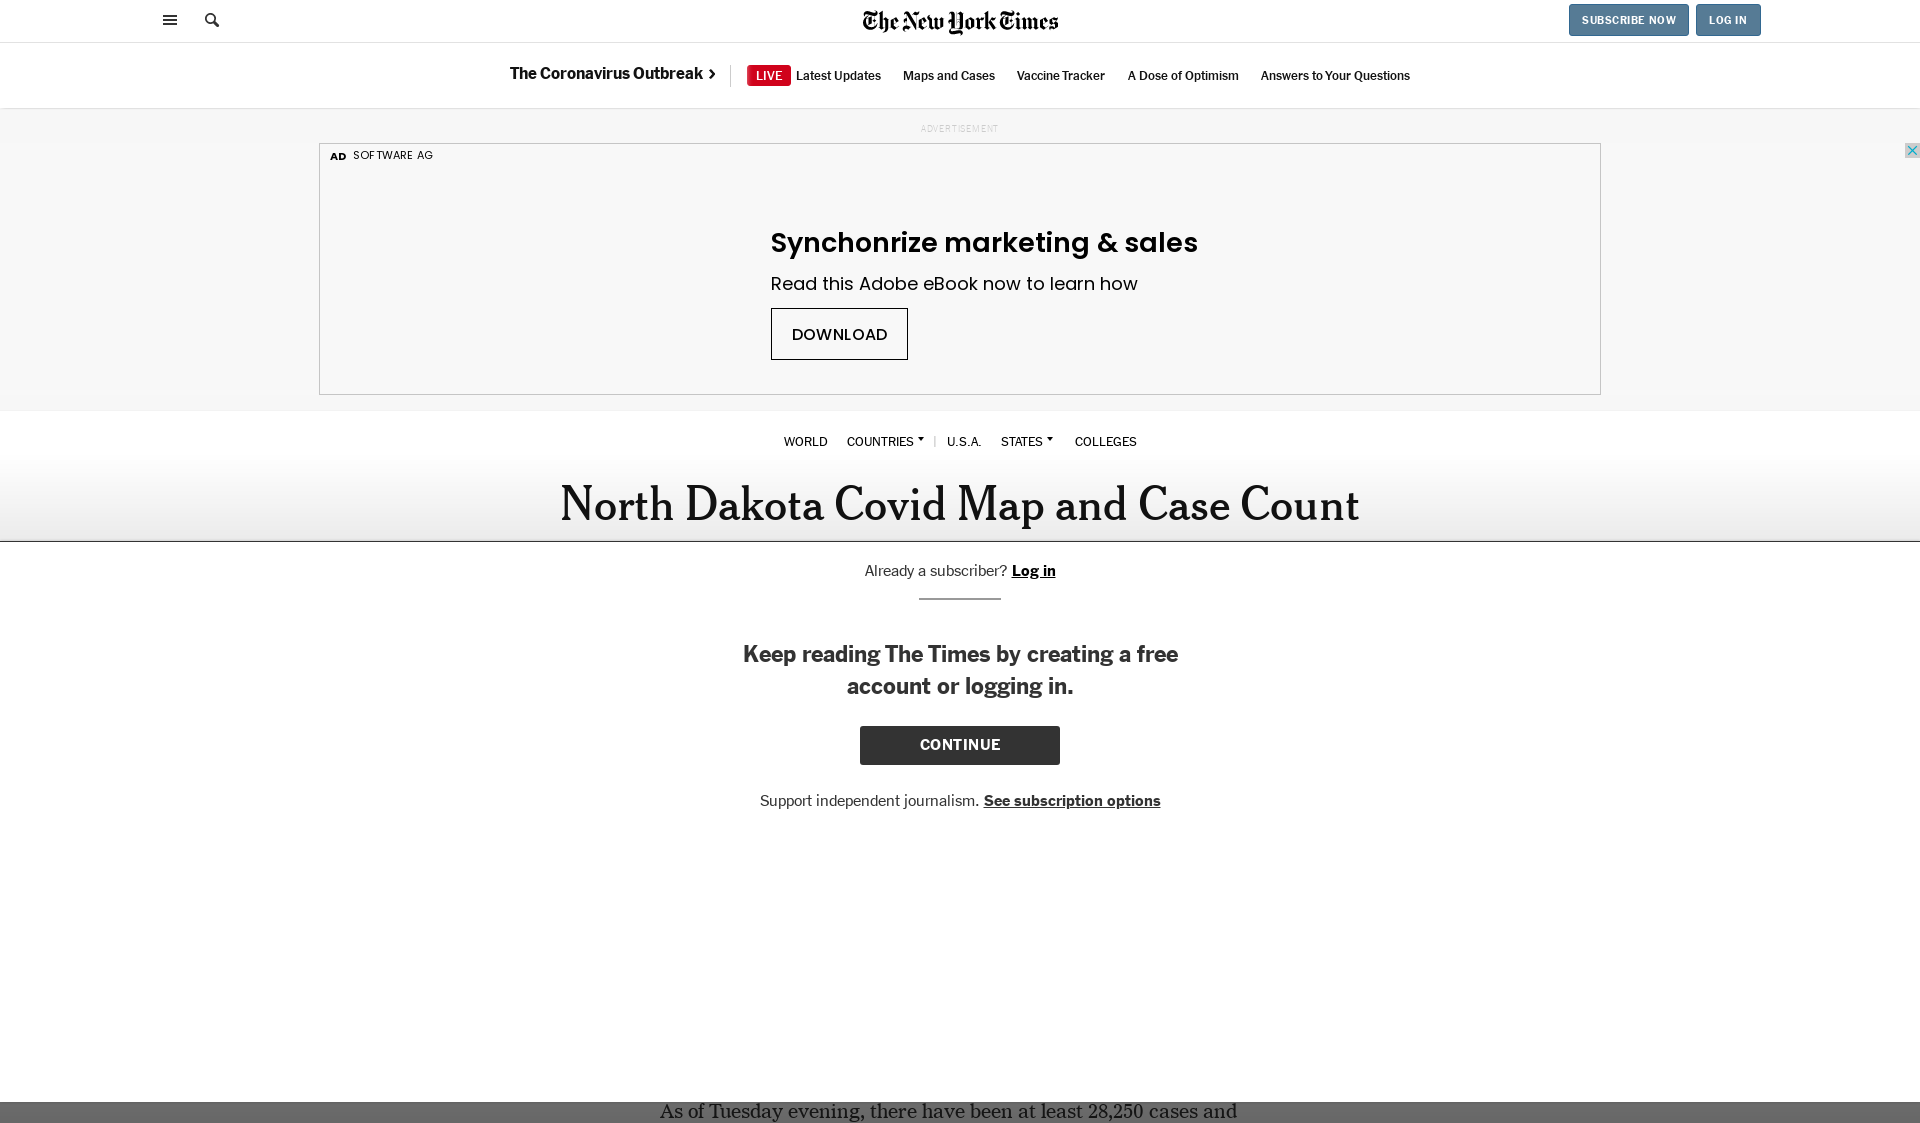 The New York Times
SUBSCRIBE NOW
LOG IN
The Coronavirus Outbreak
LIVE Latest Updates
Maps and Cases
Vaccine Tracker
A Dose of Optimism
Answers to Your Questions
ADVERTISEMENT
AD SOFTWARE AG
Synchonrize marketing & sales
Read this Adobe eBook now to learn how
DOWNLOAD
WORLD COUNTRIES | U.S.A. STATES COLLEGES
North Dakota Covid Map and Case Count
Already a subscriber? Log in
Keep reading The Times by creating a free
account or logging in.
CONTINUE
Support independent journalism. See subscription options
As of Tuesday evening, there have been at least 28,250 cases and